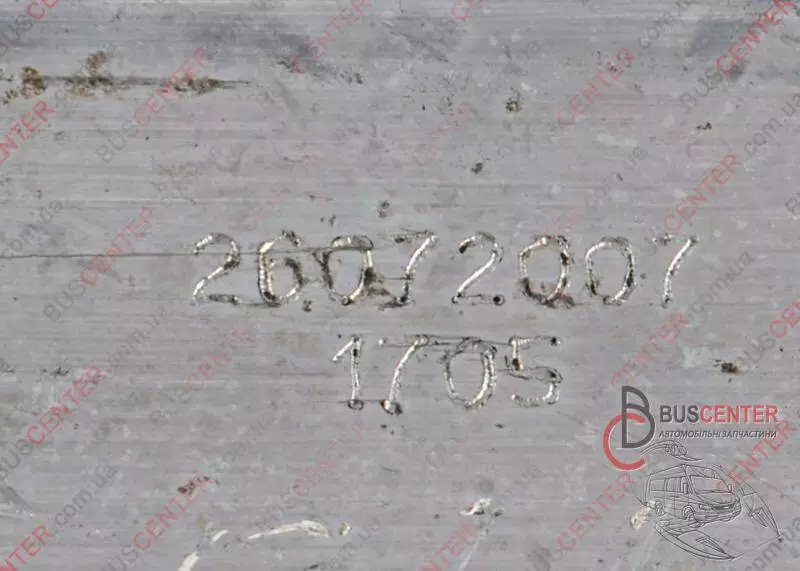 26072007
1705
BUSCENTER
АВТОМОБІЛЬНІ ЗАПЧАСТИНИ